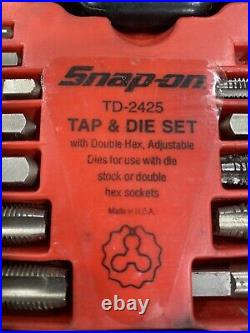 Snap-on
TD-2425
TAP & DIE SET
with Double Hex, Adjustable
Dies for use with die
stock or double
hex sockets
Made in U.S.A.